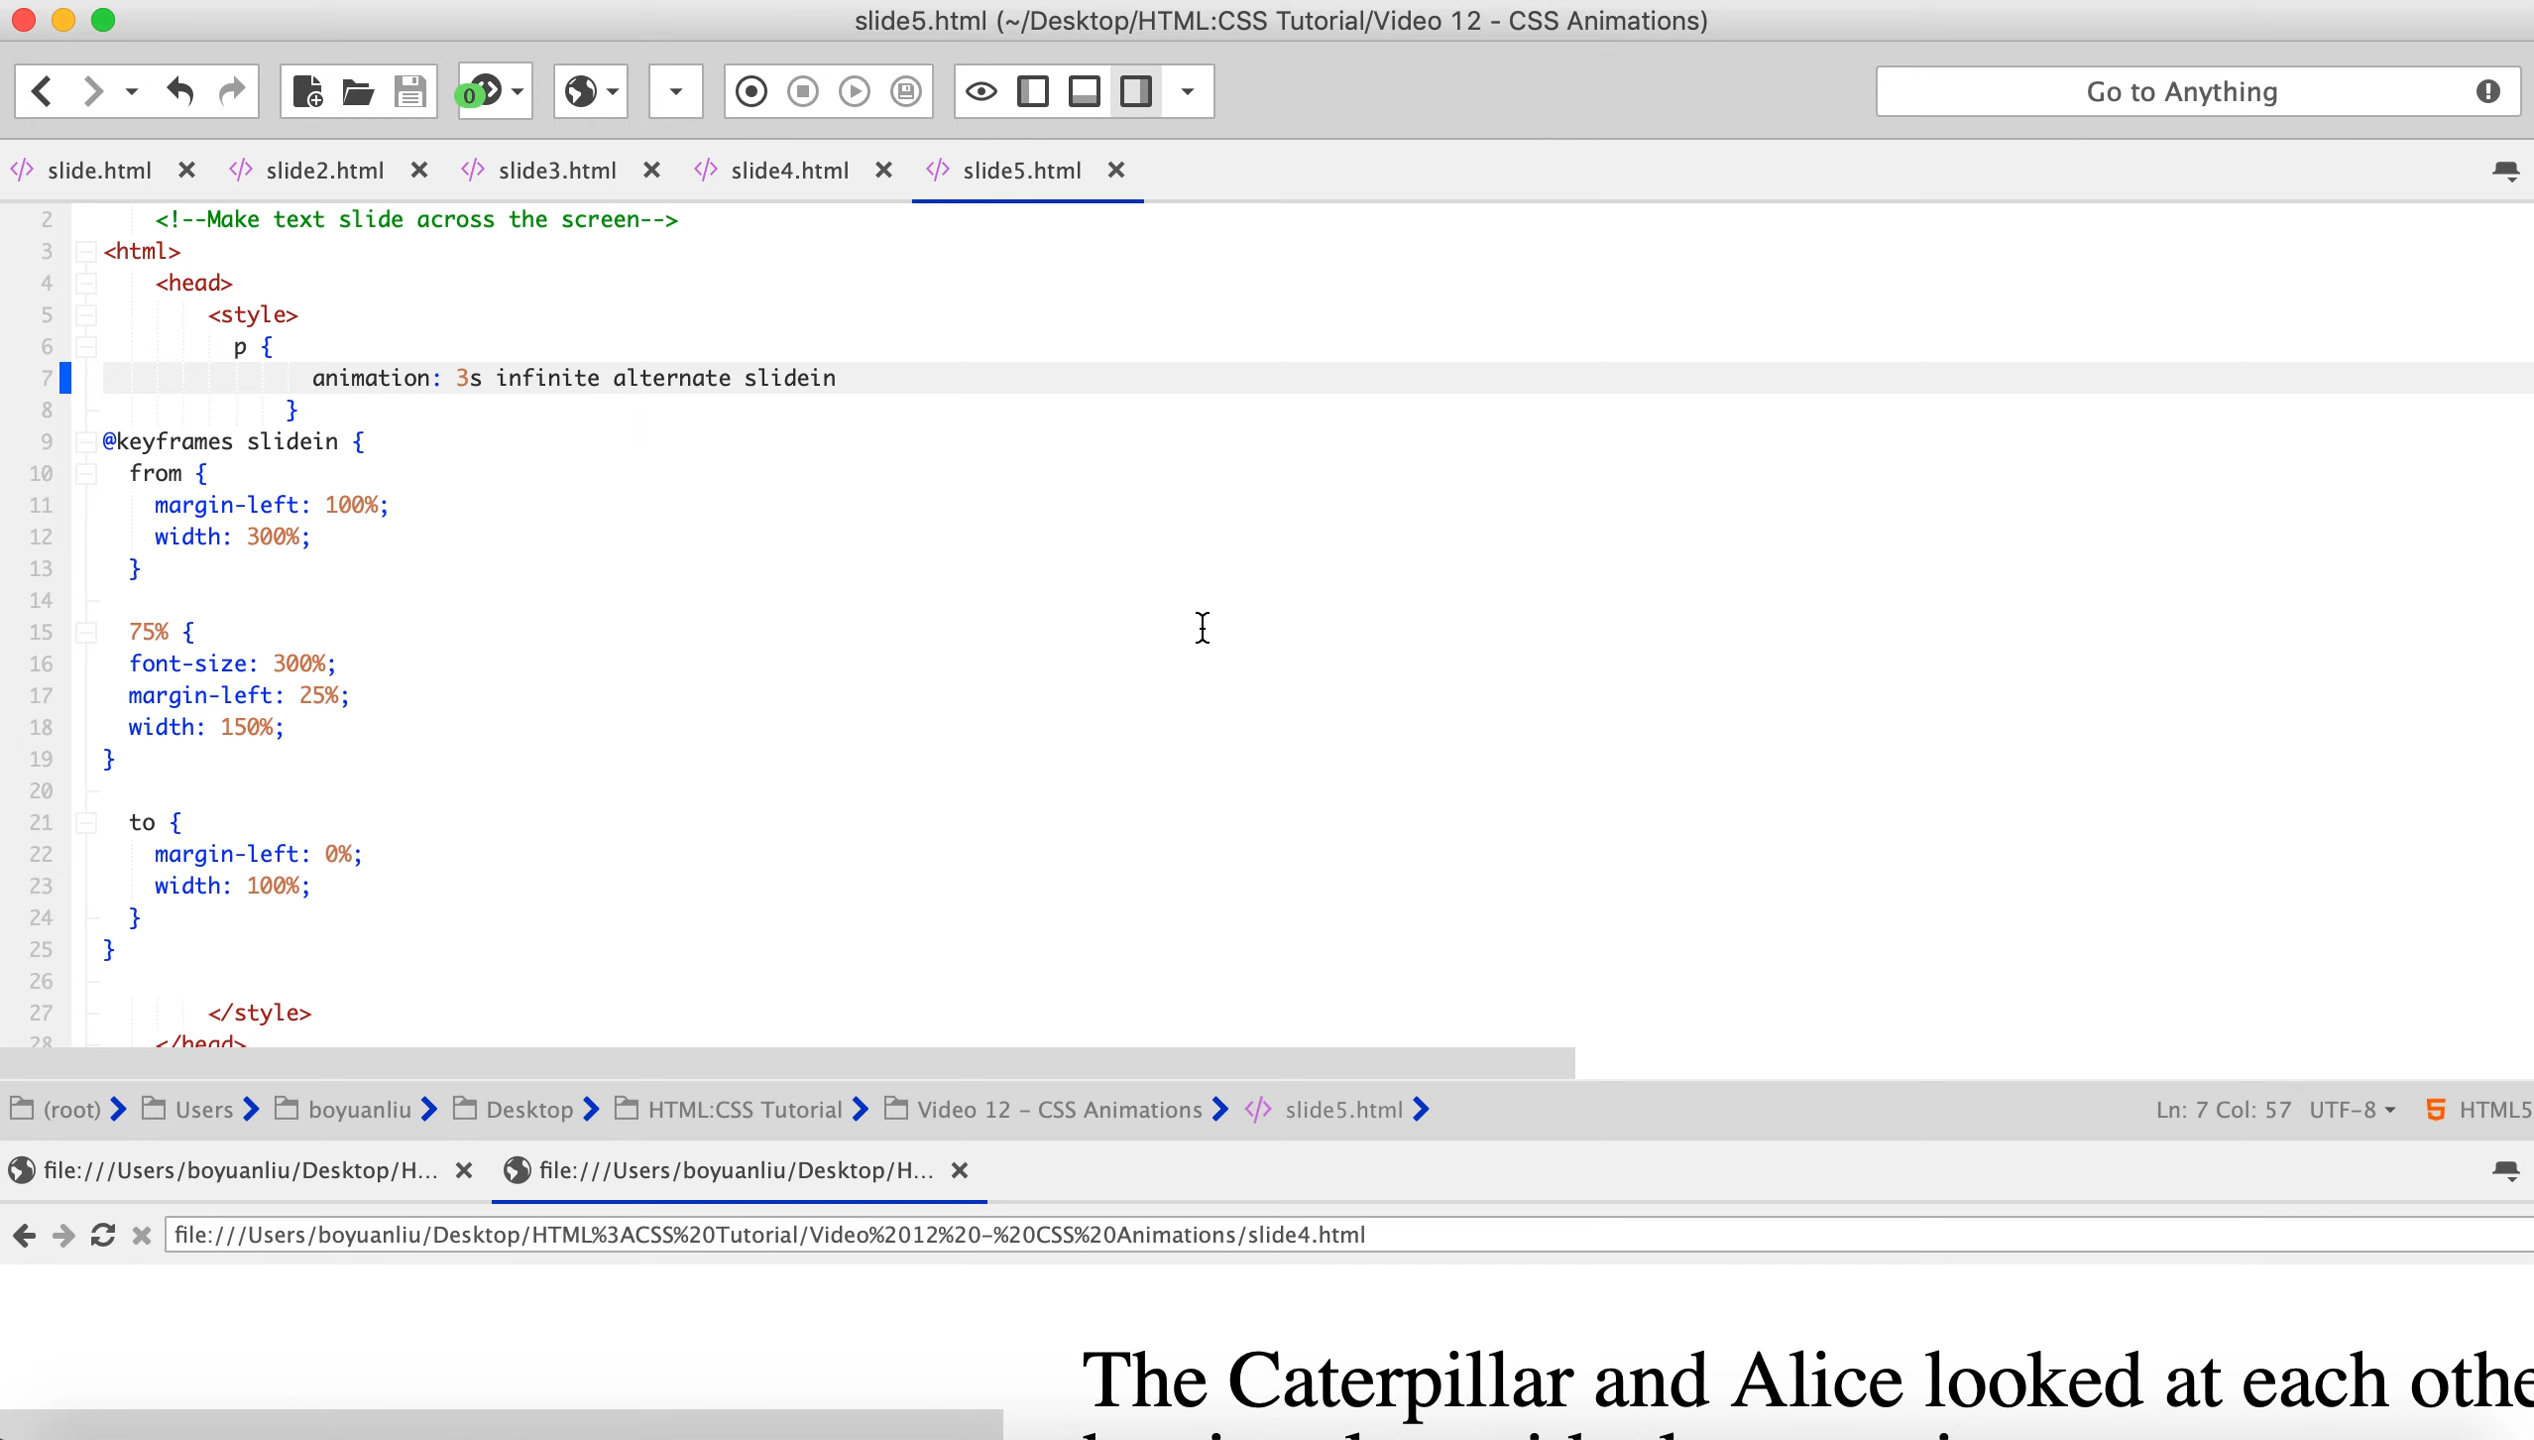 slide5.html (~/Desktop/HTML:CSS Tutorial/Video 12 - CSS Animations)
0
Go to Anything
slide.html
slide2.html
slide3.html
slide4.html
slide5.html
2 <!--Make text slide across the screen-->
3 <html>
4 <head>
5 <style>
6 p {
7 animation: 3s infinite alternate slidein
8 }
9 @keyframes slidein {
10 from {
11 margin-left: 100%;
12 width: 300%;
13 }
14
15 75% {
16 font-size: 300%;
17 margin-left: 25%;
18 width: 150%;
19 }
20
21 to {
22 margin-left: 0%;
23 width: 100%;
24 }
25 }
26
27 </style>
28 </head>
(root) Users boyuanliu Desktop HTML:CSS Tutorial Video 12 – CSS Animations slide5.html Ln: 7 Col: 57 UTF-8 HTML5
file:///Users/boyuanliu/Desktop/H...
file:///Users/boyuanliu/Desktop/H...
file:///Users/boyuanliu/Desktop/HTML%3ACSS%20Tutorial/Video%2012%20-%20CSS%20Animations/slide4.html
The Caterpillar and Alice looked at each othe